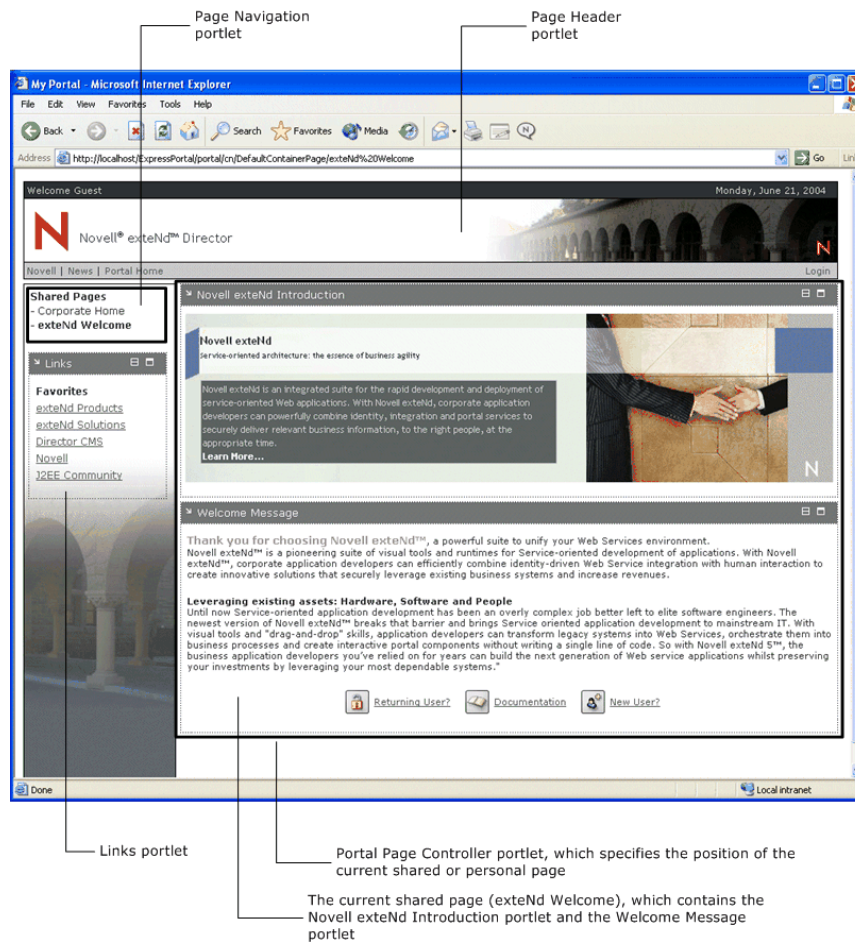 Page Navigation
portlet
Page Header
portlet
My Portal - Microsoft Internet Explorer
File Edit View Favorites Tools Help
Back Search Favorites Media
Address http://localhost/ExpressPortal/portal/cn/DefaultContainerPage/exteNd%20Welcome Go Lin
Welcome Guest Monday, June 21, 2004
N Novell® exteNd™ Director N
Novell | News | Portal Home Login
Shared Pages
- Corporate Home
- exteNd Welcome
Links
Favorites
exteNd Products
exteNd Solutions
Director CMS
Novell
J2EE Community
Novell exteNd Introduction
Novell exteNd
Service-oriented architecture: the essence of business agility
Novell exteNd is an integrated suite for the rapid development and deployment of
service-oriented Web applications. With Novell exteNd, corporate application
developers can powerfully combine identity, integration and portal services to
securely deliver relevant business information, to the right people, at the
appropriate time.
Learn More...
N
Welcome Message
Thank you for choosing Novell exteNd™, a powerful suite to unify your Web Services environment.
Novell exteNd™ is a pioneering suite of visual tools and runtimes for Service-oriented development of applications. With Novell
exteNd™, corporate application developers can efficiently combine identity-driven Web Service integration with human interaction to
create innovative solutions that securely leverage existing business systems and increase revenues.
Leveraging existing assets: Hardware, Software and People
Until now Service-oriented application development has been an overly complex job better left to elite software engineers. The
newest version of Novell exteNd™ breaks that barrier and brings Service oriented application development to mainstream IT. With
visual tools and "drag-and-drop" skills, application developers can transform legacy systems into Web Services, orchestrate them into
business processes and create interactive portal components without writing a single line of code. So with Novell exteNd 5™, the
business application developers you've relied on for years can build the next generation of Web service applications whilst preserving
your investments by leveraging your most dependable systems."
Returning User? Documentation New User?
Done Local intranet
Links portlet
Portal Page Controller portlet, which specifies the position of the
current shared or personal page
The current shared page (exteNd Welcome), which contains the
Novell exteNd Introduction portlet and the Welcome Message
portlet